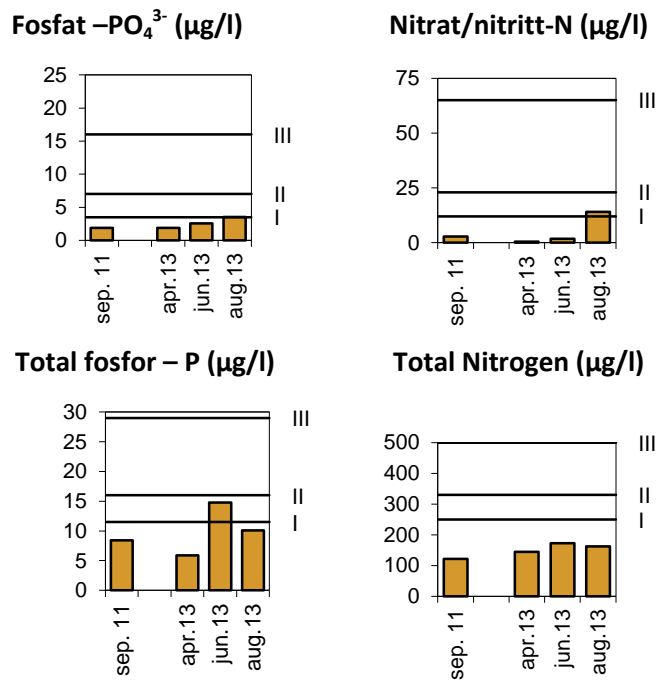 Fosfat –PO₄³⁻ (µg/l)
25
20
15
10
5
0
III
II
I
sep. 11
apr.13
jun.13
aug.13
Nitrat/nitritt-N (µg/l)
75
50
25
0
III
II
I
sep. 11
apr.13
jun.13
aug.13
Total fosfor – P (µg/l)
30
25
20
15
10
5
0
III
II
I
sep. 11
apr.13
jun.13
aug.13
Total Nitrogen (µg/l)
500
400
300
200
100
0
III
II
I
sep. 11
apr.13
jun.13
aug.13